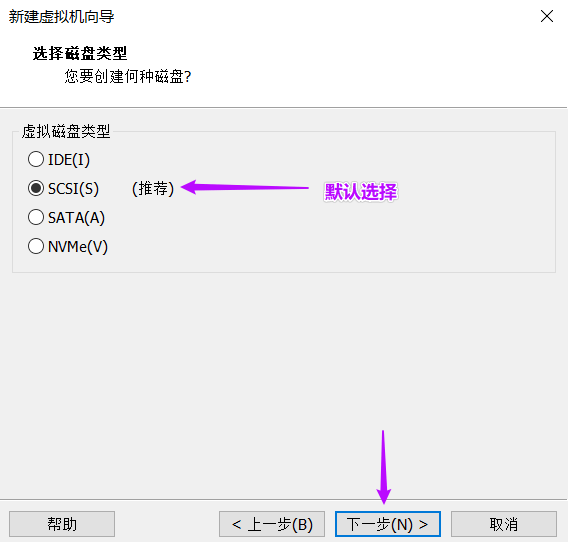 新建虚拟机向导
选择磁盘类型
您要创建何种磁盘?
虚拟磁盘类型
IDE(I)
SCSI(S) (推荐) 默认选择
SATA(A)
NVMe(V)
帮助 < 上一步(B) 下一步(N) > 取消